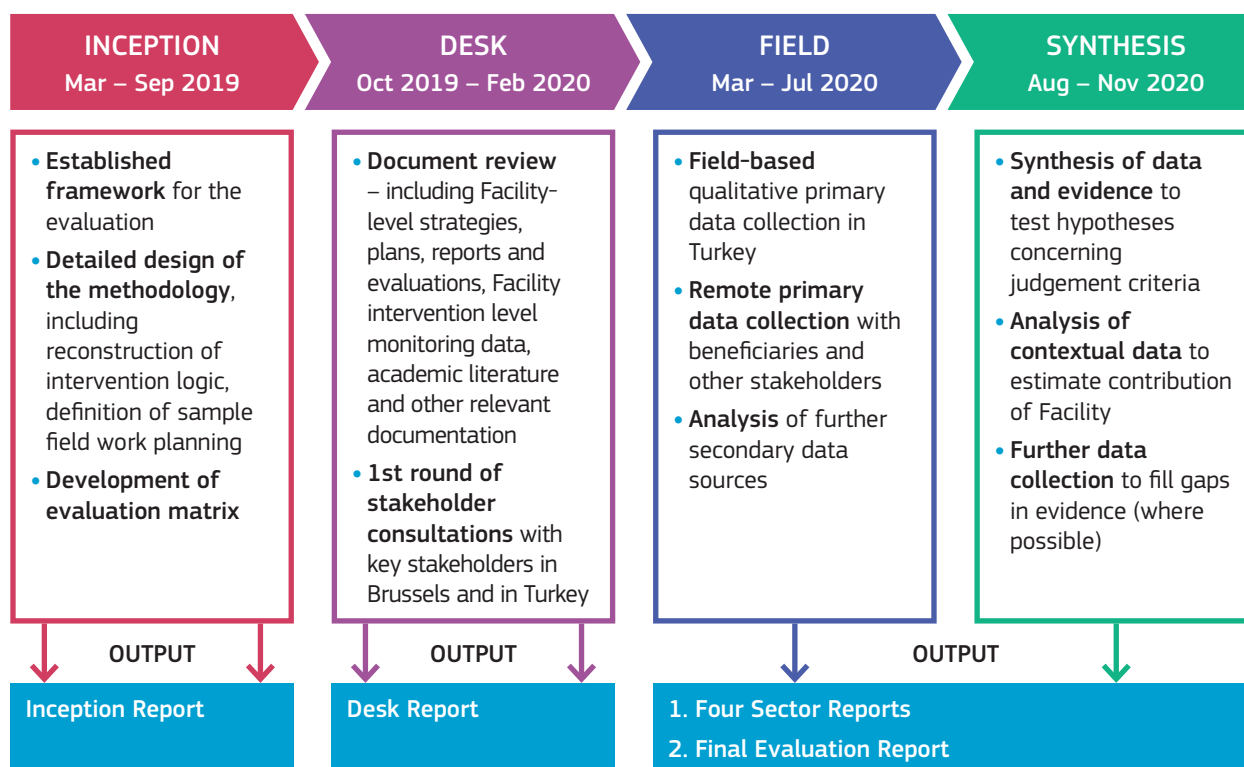 INCEPTION
Mar – Sep 2019
DESK
Oct 2019 – Feb 2020
FIELD
Mar – Jul 2020
SYNTHESIS
Aug – Nov 2020
• Established
framework for the
evaluation
• Detailed design of
the methodology,
including
reconstruction of
intervention logic,
definition of sample
field work planning
• Development of
evaluation matrix
• Document review
– including Facility-
level strategies,
plans, reports and
evaluations, Facility
intervention level
monitoring data,
academic literature
and other relevant
documentation
• 1st round of
stakeholder
consultations with
key stakeholders in
Brussels and in Turkey
• Field-based
qualitative primary
data collection in
Turkey
• Remote primary
data collection with
beneficiaries and
other stakeholders
• Analysis of further
secondary data
sources
• Synthesis of data
and evidence to
test hypotheses
concerning
judgement criteria
• Analysis of
contextual data to
estimate contribution
of Facility
• Further data
collection to fill gaps
in evidence (where
possible)
OUTPUT
OUTPUT
OUTPUT
Inception Report
Desk Report
1. Four Sector Reports
2. Final Evaluation Report